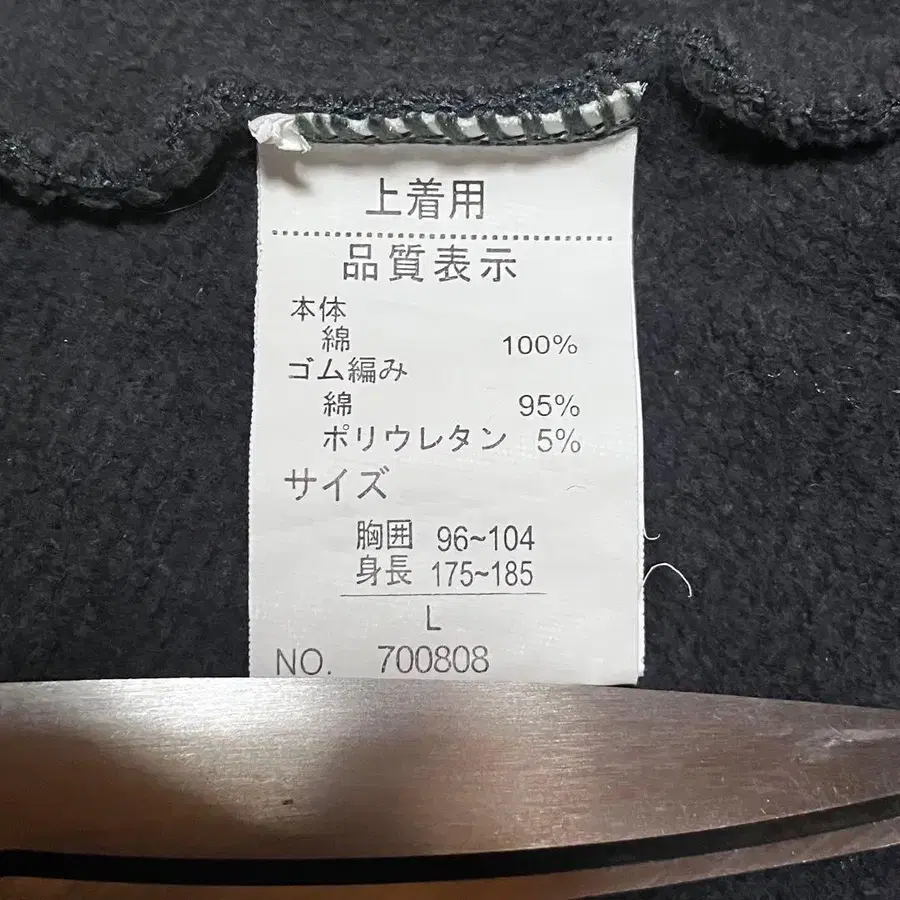 上着用
品質表示
本体
綿 100%
ゴム編み
綿 95%
ポリウレタン 5%
サイズ
胸囲 96~104
身長 175~185
L
NO. 700808